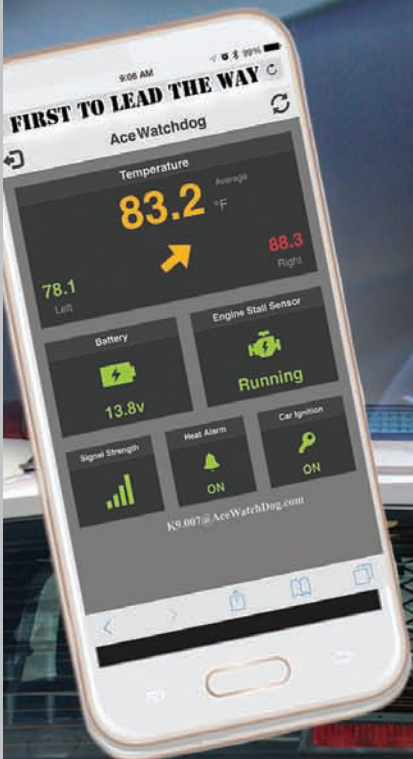 9:06 AM 99%
FIRST TO LEAD THE WAY
AceWatchdog
Temperature
Average
83.2 °F
78.1
Left
88.3
Right
Battery
13.8v
Engine Stall Sensor
Running
Signal Strength
Heat Alarm
ON
Car Ignition
ON
K9.007@AceWatchDog.com